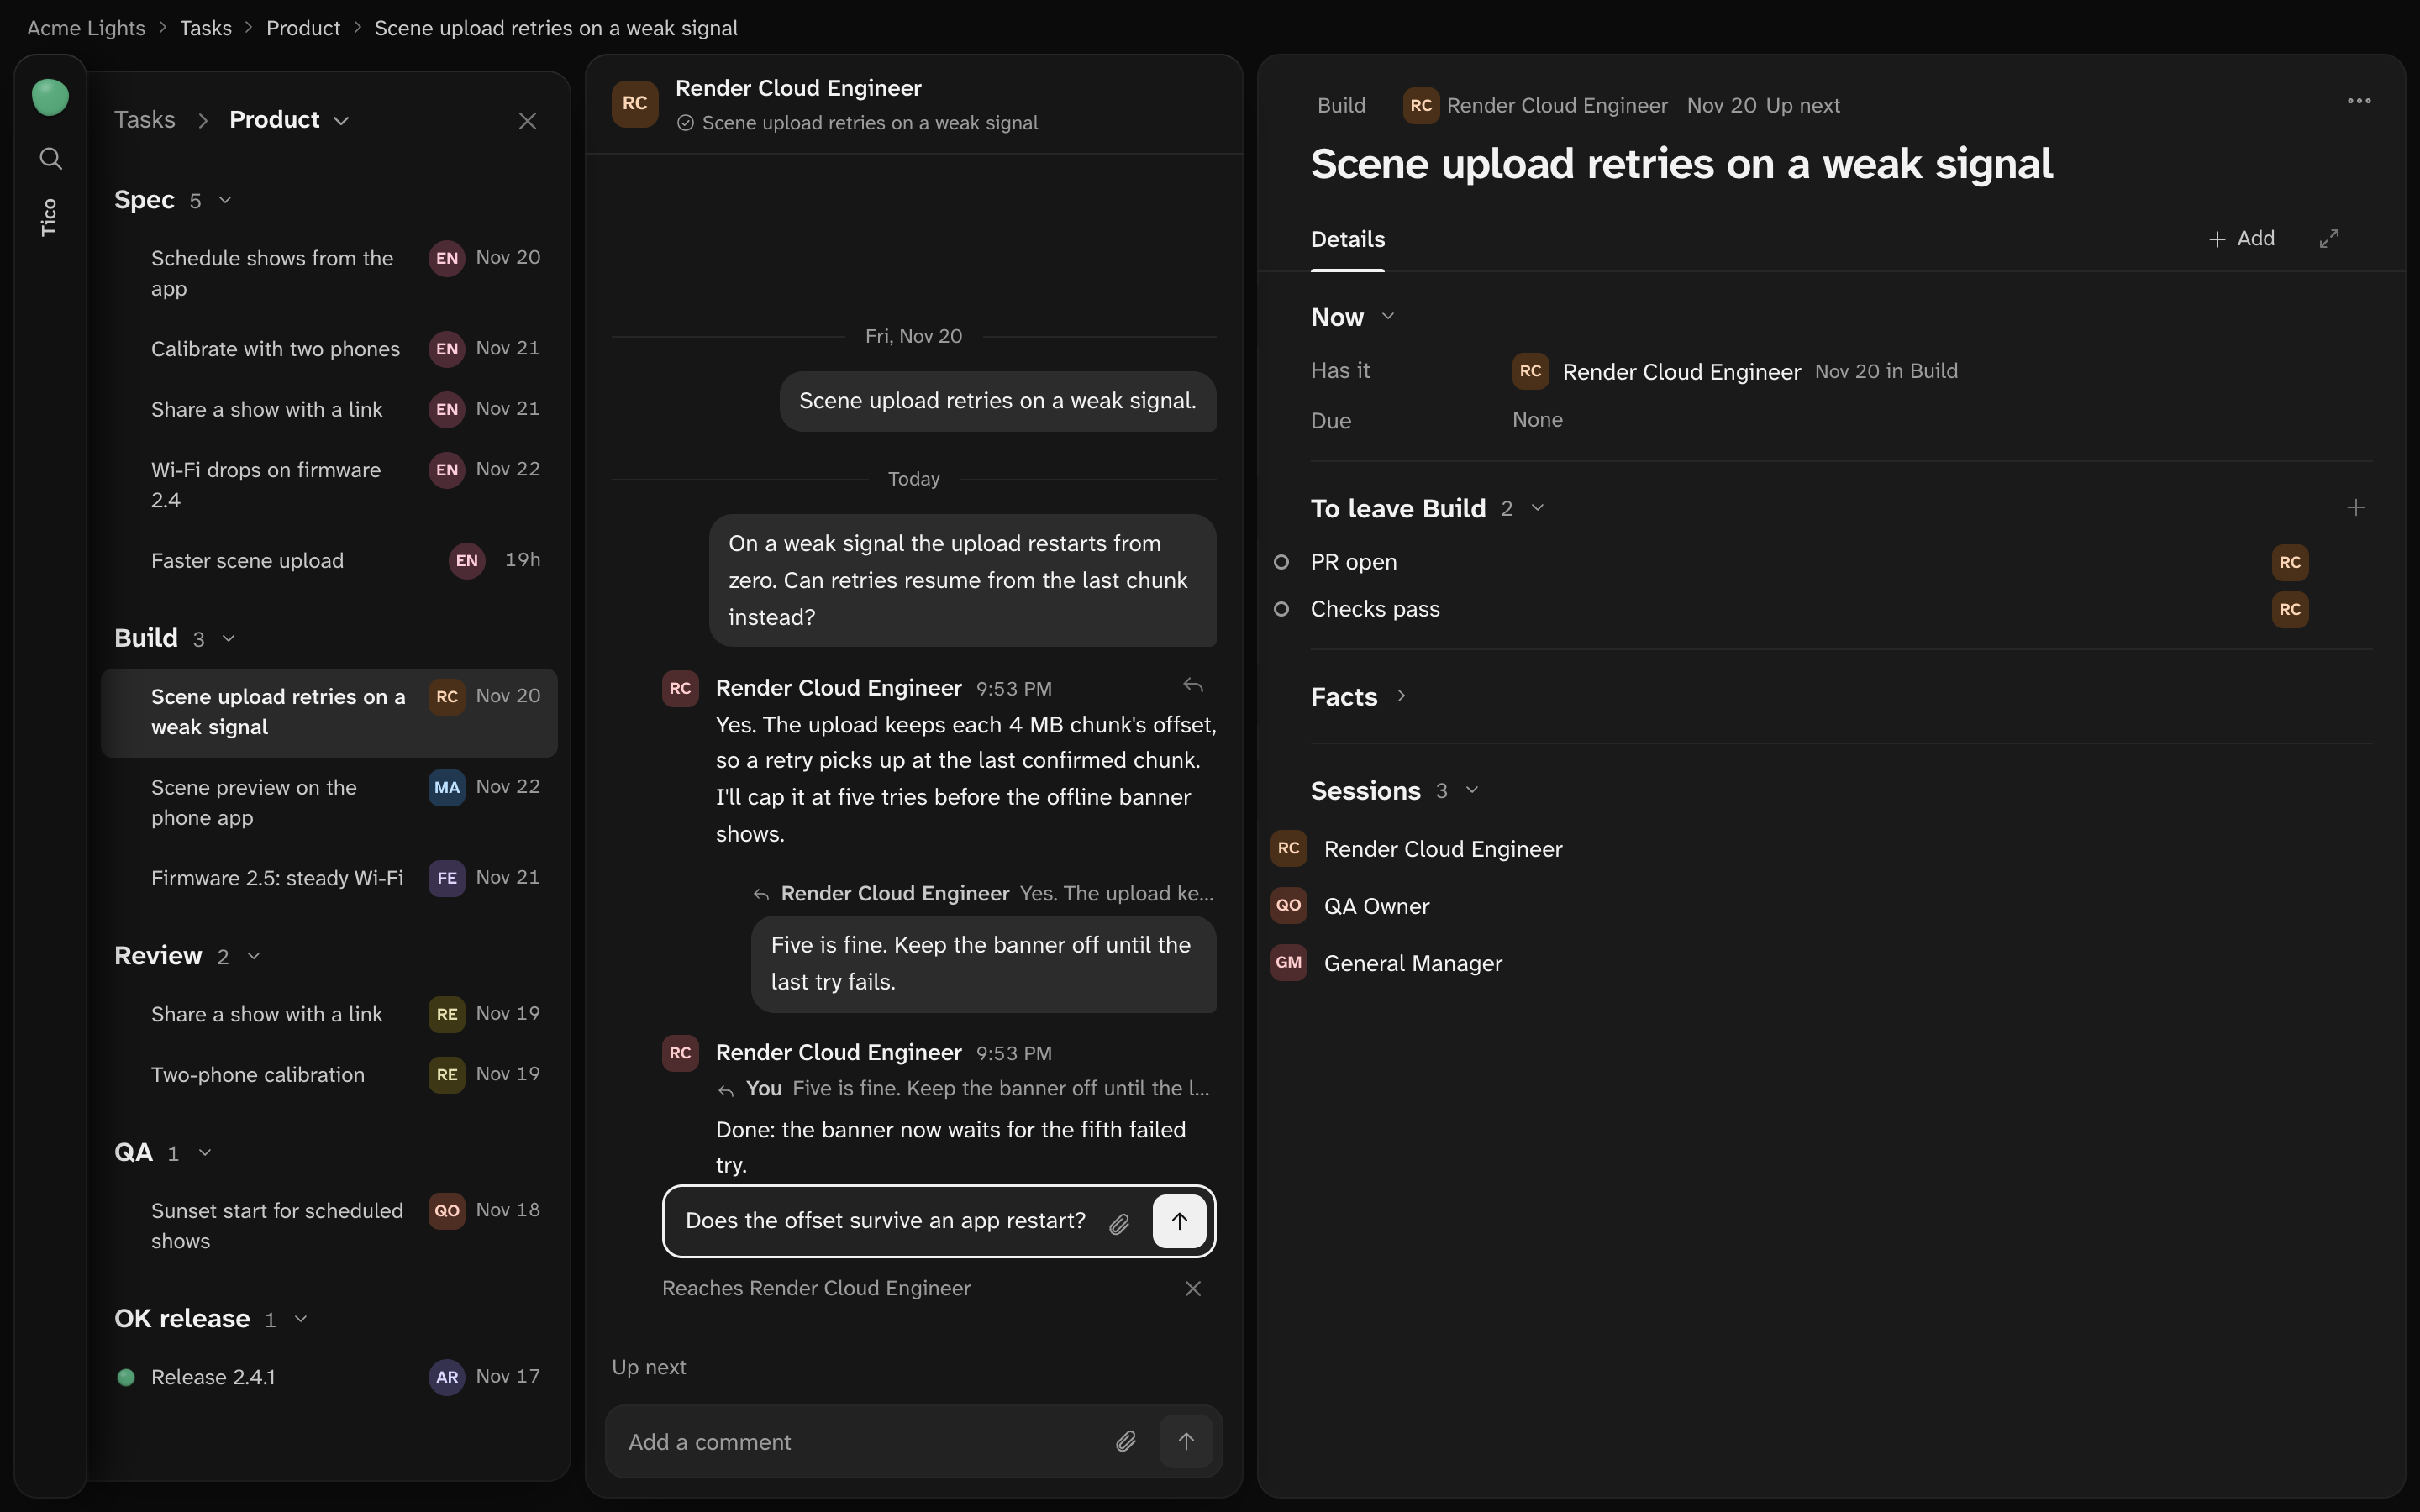 Acme Lights > Tasks > Product > Scene upload retries on a weak signal
Tico
Tasks > Product
Spec 5
Schedule shows from the
app
EN Nov 20
Calibrate with two phones EN Nov 21
Share a show with a link EN Nov 21
Wi-Fi drops on firmware
2.4
EN Nov 22
Faster scene upload EN 19h
Build 3
Scene upload retries on a
weak signal
RC Nov 20
Scene preview on the
phone app
MA Nov 22
Firmware 2.5: steady Wi-Fi FE Nov 21
Review 2
Share a show with a link RE Nov 19
Two-phone calibration RE Nov 19
QA 1
Sunset start for scheduled
shows
QO Nov 18
OK release 1
Release 2.4.1 AR Nov 17
RC Render Cloud Engineer
Scene upload retries on a weak signal
Fri, Nov 20
Scene upload retries on a weak signal.
Today
On a weak signal the upload restarts from
zero. Can retries resume from the last chunk
instead?
RC Render Cloud Engineer 9:53 PM
Yes. The upload keeps each 4 MB chunk's offset,
so a retry picks up at the last confirmed chunk.
I'll cap it at five tries before the offline banner
shows.
Render Cloud Engineer Yes. The upload ke...
Five is fine. Keep the banner off until the
last try fails.
RC Render Cloud Engineer 9:53 PM
You Five is fine. Keep the banner off until the l...
Done: the banner now waits for the fifth failed
try.
Does the offset survive an app restart?
Reaches Render Cloud Engineer
Up next
Add a comment
Build RC Render Cloud Engineer Nov 20 Up next
Scene upload retries on a weak signal
Details
+ Add
Now
Has it RC Render Cloud Engineer Nov 20 in Build
Due None
To leave Build 2
PR open RC
Checks pass RC
Facts
Sessions 3
RC Render Cloud Engineer
QO QA Owner
GM General Manager